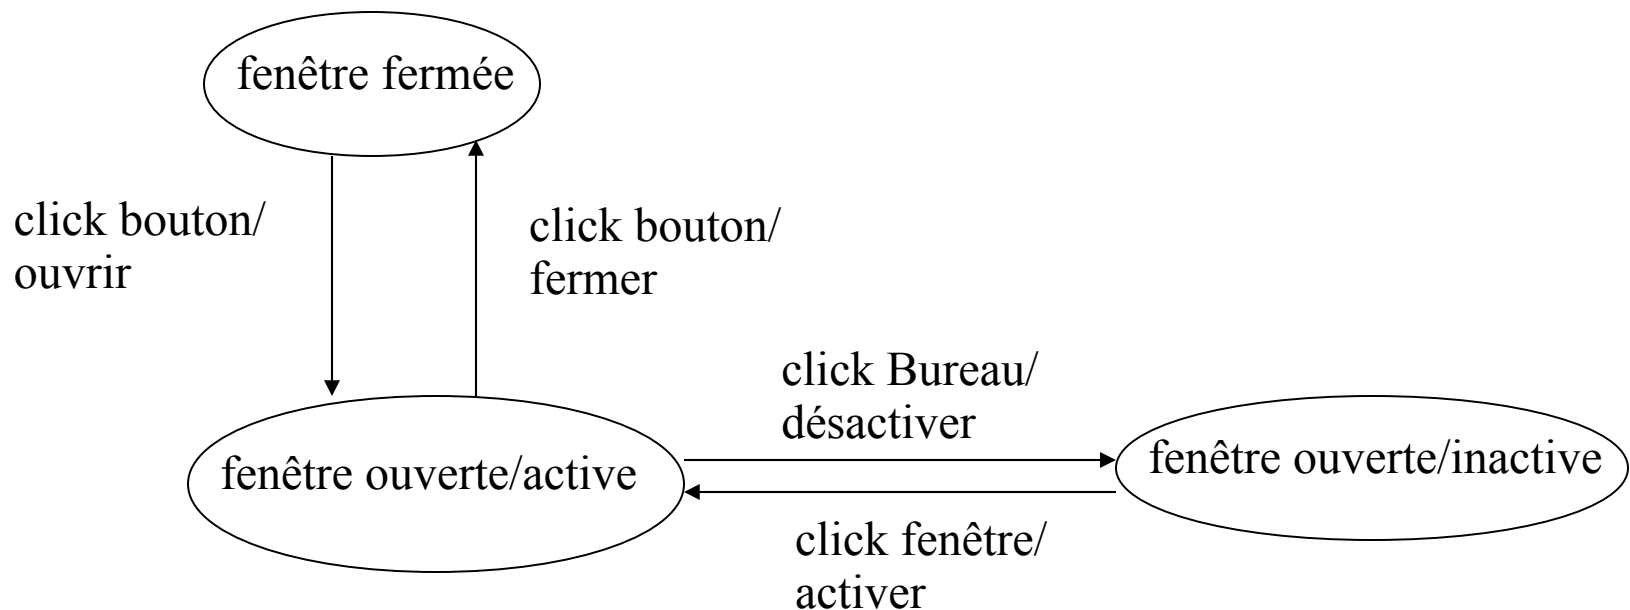 fenêtre fermée
click bouton/
ouvrir
click bouton/
fermer
click Bureau/
désactiver
fenêtre ouverte/active
fenêtre ouverte/inactive
click fenêtre/
activer